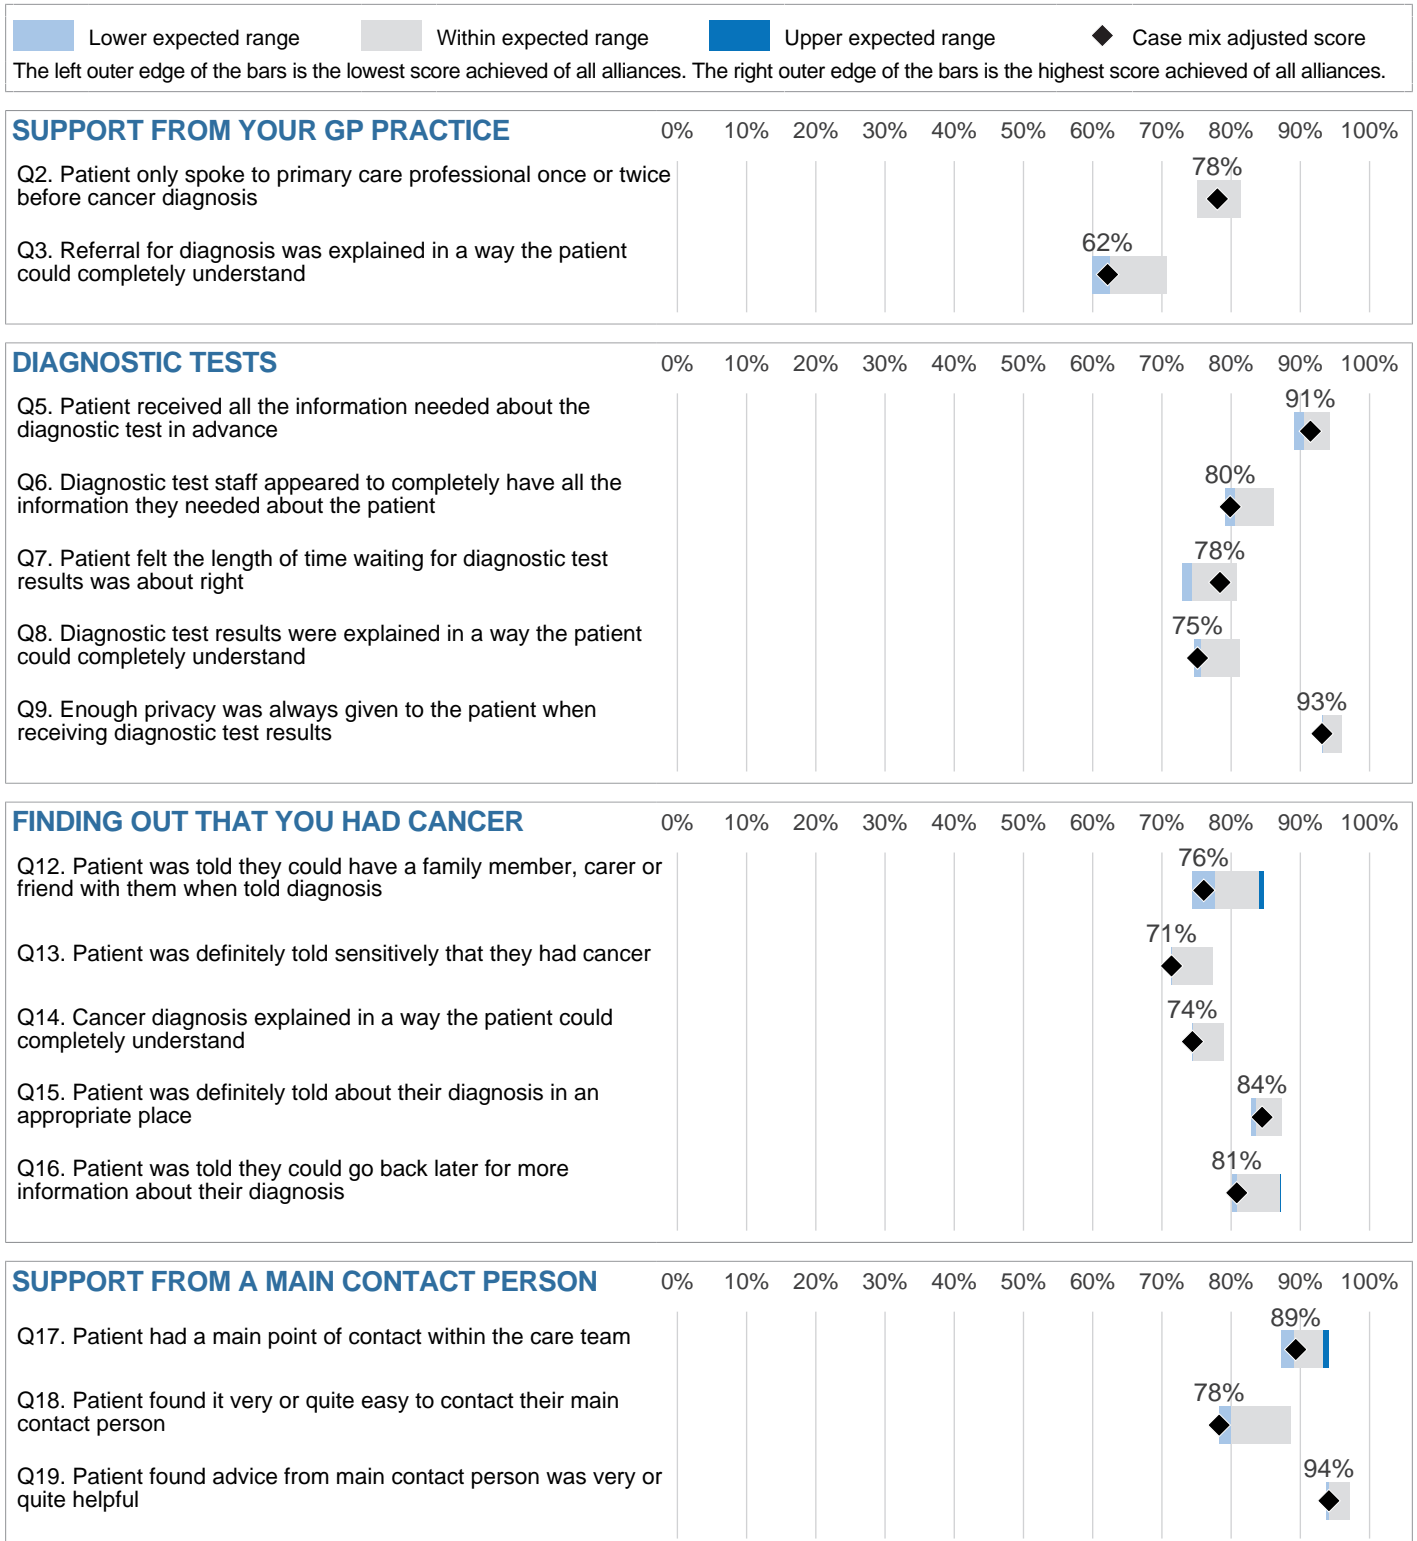 Lower expected range Within expected range Upper expected range Case mix adjusted score
The left outer edge of the bars is the lowest score achieved of all alliances. The right outer edge of the bars is the highest score achieved of all alliances.
SUPPORT FROM YOUR GP PRACTICE 0% 10% 20% 30% 40% 50% 60% 70% 80% 90% 100%
78%
Q2. Patient only spoke to primary care professional once or twice
before cancer diagnosis
62%
Q3. Referral for diagnosis was explained in a way the patient
could completely understand
DIAGNOSTIC TESTS 0% 10% 20% 30% 40% 50% 60% 70% 80% 90% 100%
91%
Q5. Patient received all the information needed about the
diagnostic test in advance
80%
Q6. Diagnostic test staff appeared to completely have all the
information they needed about the patient
78%
Q7. Patient felt the length of time waiting for diagnostic test
results was about right
75%
Q8. Diagnostic test results were explained in a way the patient
could completely understand
93%
Q9. Enough privacy was always given to the patient when
receiving diagnostic test results
FINDING OUT THAT YOU HAD CANCER 0% 10% 20% 30% 40% 50% 60% 70% 80% 90% 100%
76%
Q12. Patient was told they could have a family member, carer or
friend with them when told diagnosis
71%
Q13. Patient was definitely told sensitively that they had cancer
74%
Q14. Cancer diagnosis explained in a way the patient could
completely understand
84%
Q15. Patient was definitely told about their diagnosis in an
appropriate place
81%
Q16. Patient was told they could go back later for more
information about their diagnosis
SUPPORT FROM A MAIN CONTACT PERSON 0% 10% 20% 30% 40% 50% 60% 70% 80% 90% 100%
89%
Q17. Patient had a main point of contact within the care team
78%
Q18. Patient found it very or quite easy to contact their main
contact person
94%
Q19. Patient found advice from main contact person was very or
quite helpful